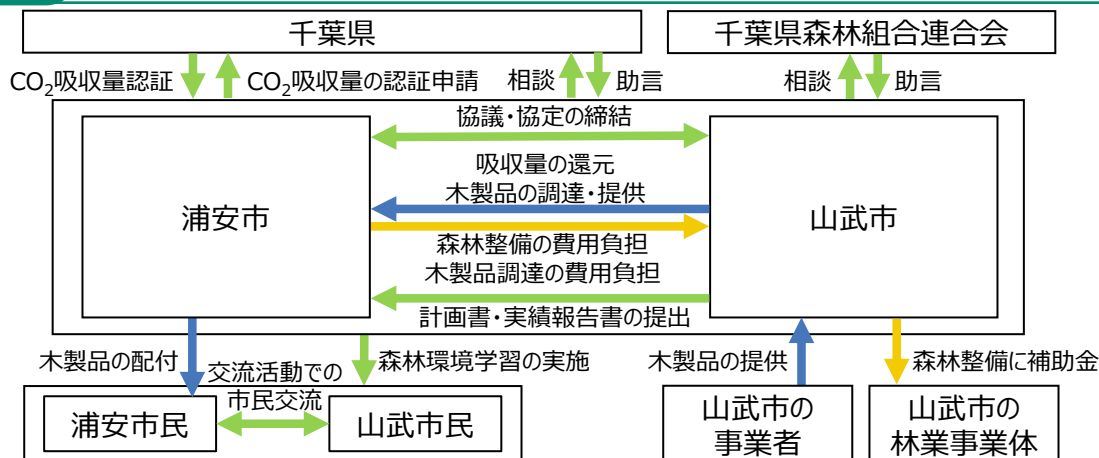 千葉県
千葉県森林組合連合会
CO₂吸収量認証
CO₂吸収量の認証申請
相談
助言
相談
助言
協議・協定の締結
吸収量の還元
木製品の調達・提供
浦安市
山武市
森林整備の費用負担
木製品調達の費用負担
計画書・実績報告書の提出
木製品の配付
森林環境学習の実施
木製品の提供
森林整備に補助金
交流活動での
市民交流
浦安市民
山武市民
山武市の
事業者
山武市の
林業事業体